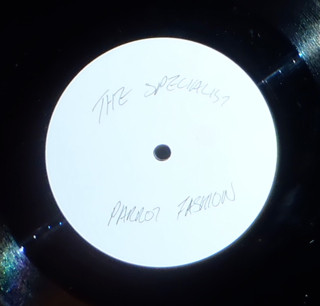 THE SPECIALIST
PARROT FASHION